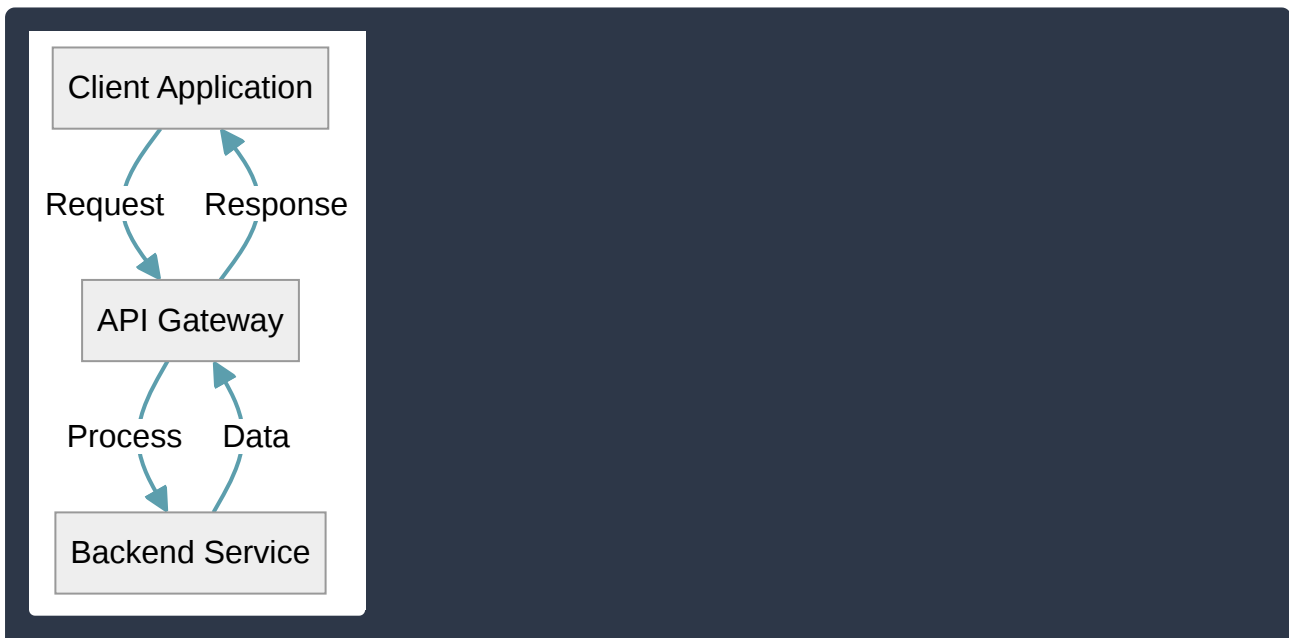 Client Application
Request Response
API Gateway
Process Data
Backend Service